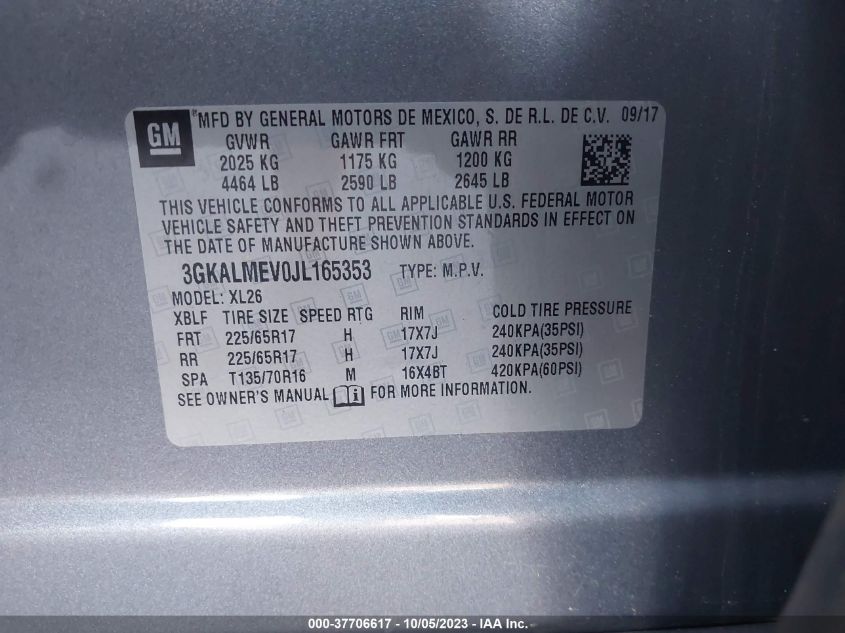 GM
MFD BY GENERAL MOTORS DE MEXICO, S. DE R.L. DE C.V. 09/17
GVWR GAWR FRT GAWR RR
2025 KG 1175 KG 1200 KG
4464 LB 2590 LB 2645 LB
THIS VEHICLE CONFORMS TO ALL APPLICABLE U.S. FEDERAL MOTOR
VEHICLE SAFETY AND THEFT PREVENTION STANDARDS IN EFFECT ON
THE DATE OF MANUFACTURE SHOWN ABOVE.
3GKALMEV0JL165353 TYPE: M.P.V.
MODEL: XL26
XBLF TIRE SIZE SPEED RTG RIM COLD TIRE PRESSURE
FRT 225/65R17 H 17X7J 240KPA(35PSI)
RR 225/65R17 H 17X7J 240KPA(35PSI)
SPA T135/70R16 M 16X4BT 420KPA(60PSI)
SEE OWNER'S MANUAL FOR MORE INFORMATION.
000-37706617 - 10/05/2023 - IAA Inc.